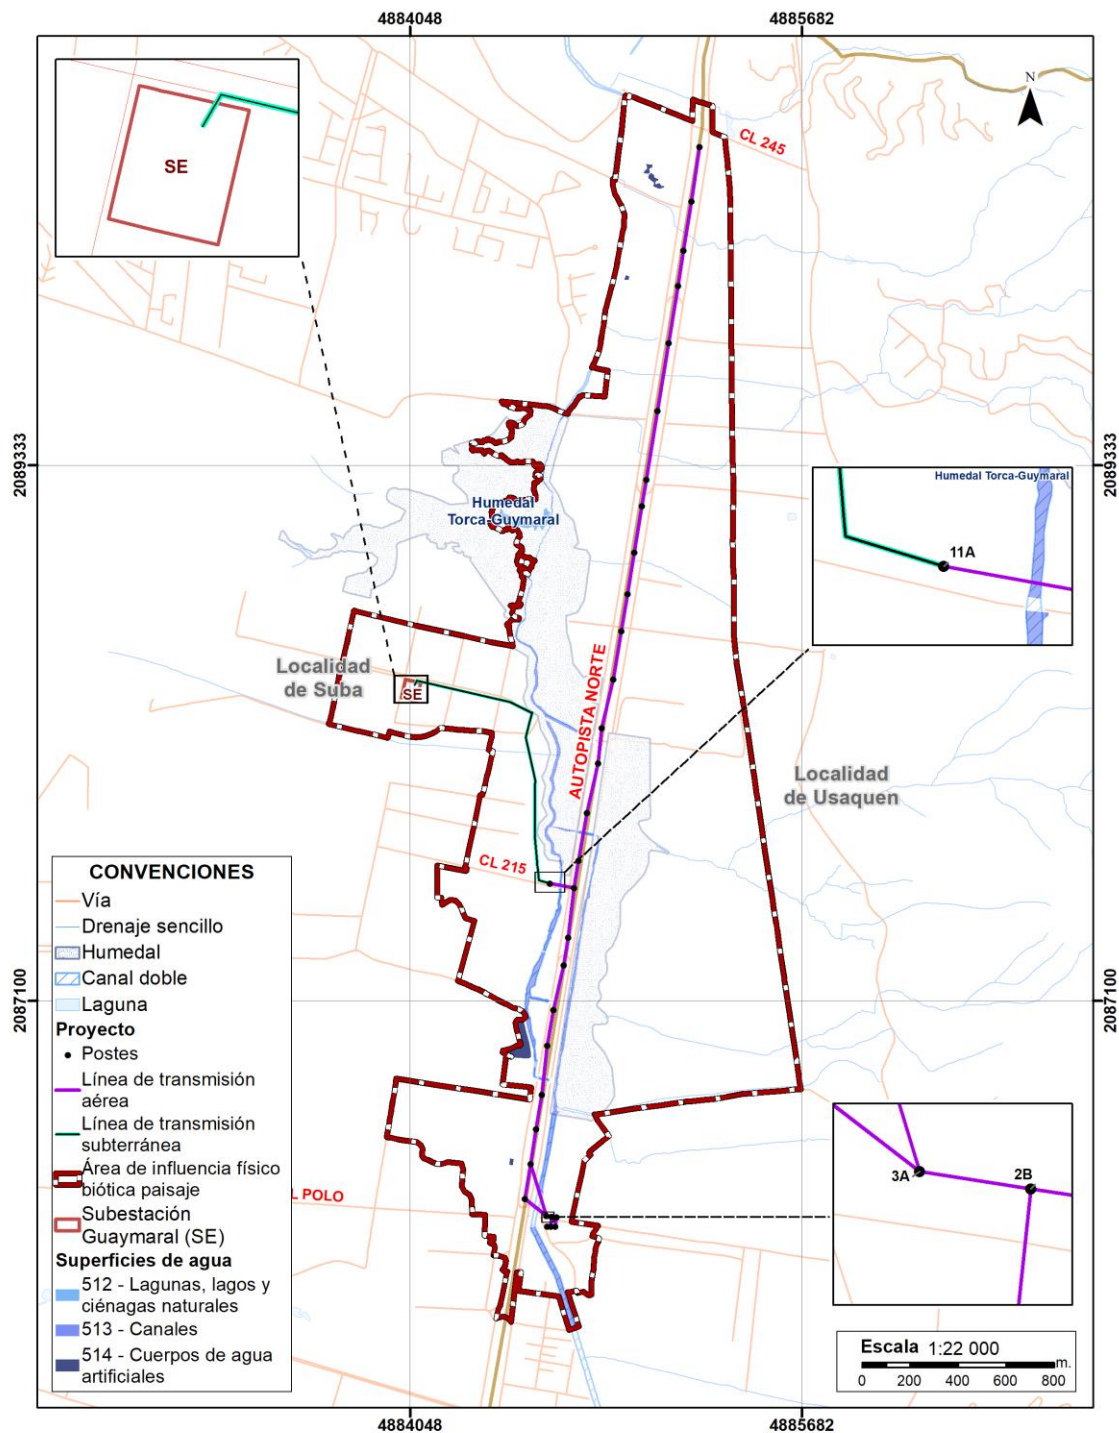 4884048
4885682
N
SE
CL 245
2089333
2089333
Humedal Torca-Guymaral
11A
Humedal
Torca-Guymaral
Localidad
de Suba
SE
AUTOPISTA NORTE
Localidad
de Usaquen
CL 215
CONVENCIONES
Vía
Drenaje sencillo
Humedal
Canal doble
Laguna
Proyecto
Postes
Línea de transmisión
aérea
Línea de transmisión
subterránea
Área de influencia físico
biótica paisaje
Subestación
Guaymaral (SE)
Superficies de agua
512 - Lagunas, lagos y
ciénagas naturales
513 - Canales
514 - Cuerpos de agua
artificiales
2087100
2087100
L POLO
3A
2B
Escala 1:22 000
0 200 400 600 800 m.
4884048
4885682